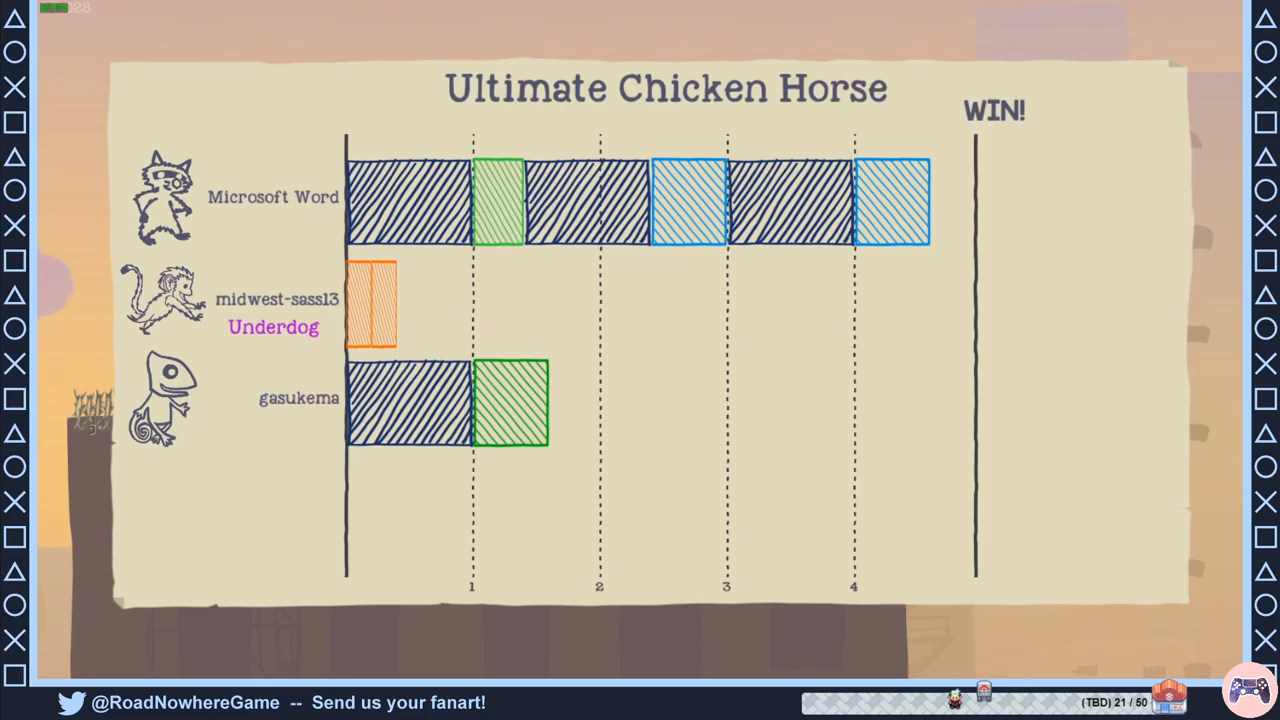 Ultimate Chicken Horse
WIN!
Microsoft Word
midwest-sass13
Underdog
gasukema
1 2 3 4
@RoadNowhereGame -- Send us your fanart!
(TBD) 21 / 50